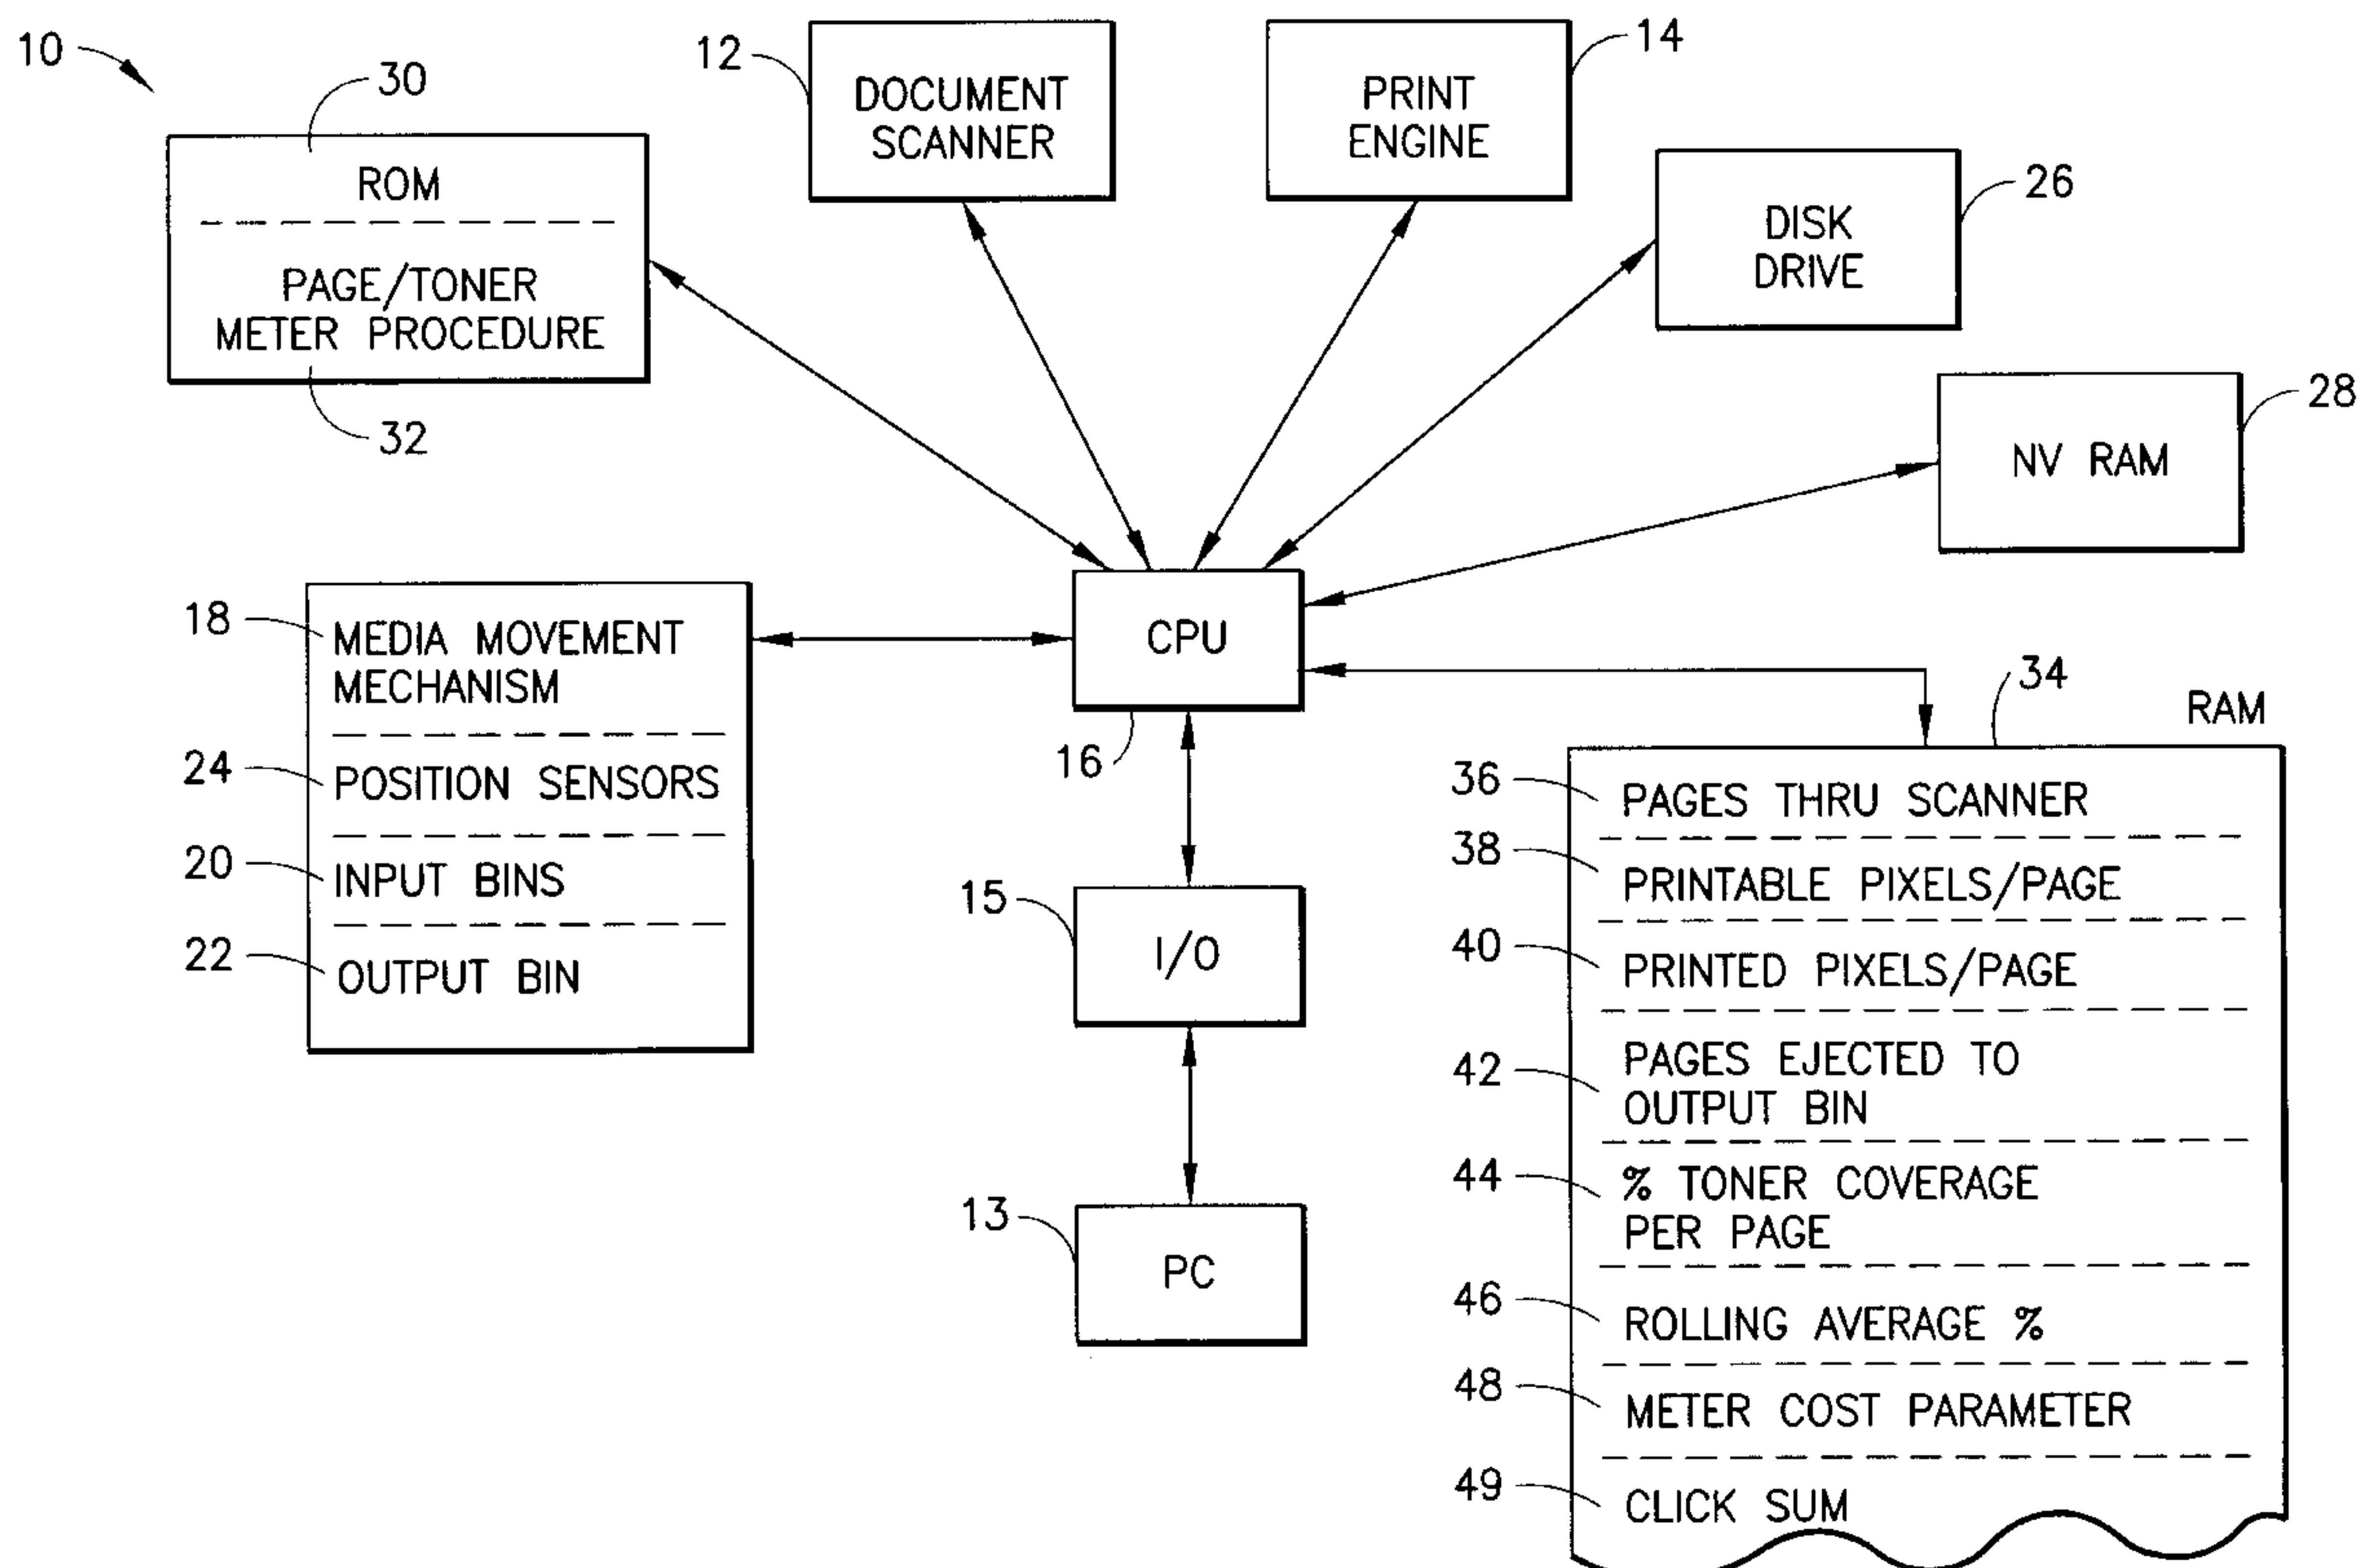 10
30
ROM
PAGE/TONER
METER PROCEDURE
32
12
DOCUMENT
SCANNER
14
PRINT
ENGINE
26
DISK
DRIVE
28
NV RAM
18
MEDIA MOVEMENT
MECHANISM
24
POSITION SENSORS
20
INPUT BINS
22
OUTPUT BIN
CPU
16
15
I/O
13
PC
34
RAM
36
PAGES THRU SCANNER
38
PRINTABLE PIXELS/PAGE
40
PRINTED PIXELS/PAGE
42
PAGES EJECTED TO
OUTPUT BIN
44
% TONER COVERAGE
PER PAGE
46
ROLLING AVERAGE %
48
METER COST PARAMETER
49
CLICK SUM